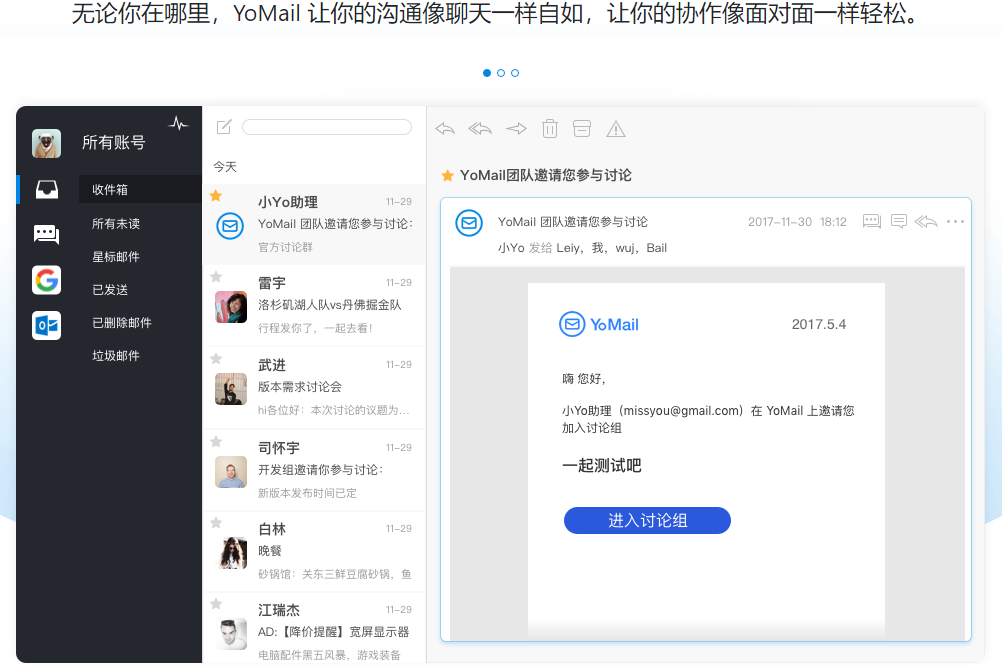 无论你在哪里，YoMail 让你的沟通像聊天一样自如，让你的协作像面对面一样轻松。
所有账号
收件箱
所有未读
星标邮件
已发送
已删除邮件
垃圾邮件
今天
小Yo助理 11-29
YoMail 团队邀请您参与讨论：
官方讨论群
雷宇 11-29
洛杉矶湖人队vs丹佛掘金队
行程发你了，一起去看！
武进 11-29
版本需求讨论会
hi各位好：本次讨论的议题为...
司怀宇 11-29
开发组邀请你参与讨论：
新版本发布时间已定
白林 11-29
晚餐
砂锅馆：关东三鲜豆腐砂锅，鱼
江瑞杰 11-29
AD:【降价提醒】宽屏显示器
电脑配件黑五风暴，游戏装备
YoMail团队邀请您参与讨论
YoMail 团队邀请您参与讨论 2017-11-30 18:12
小Yo 发给 Leiy，我，wuj，Bail
YoMail 2017.5.4
嗨 您好，
小Yo助理（missyou@gmail.com）在 YoMail 上邀请您
加入讨论组
一起测试吧
进入讨论组